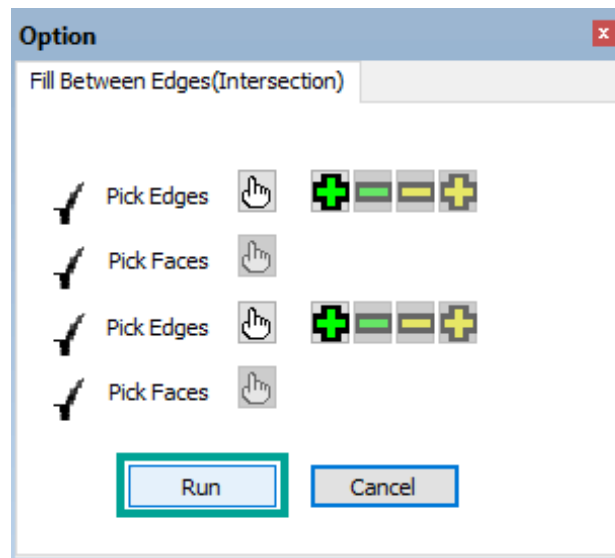 Option
Fill Between Edges(Intersection)
Pick Edges
Pick Faces
Pick Edges
Pick Faces
Run Cancel